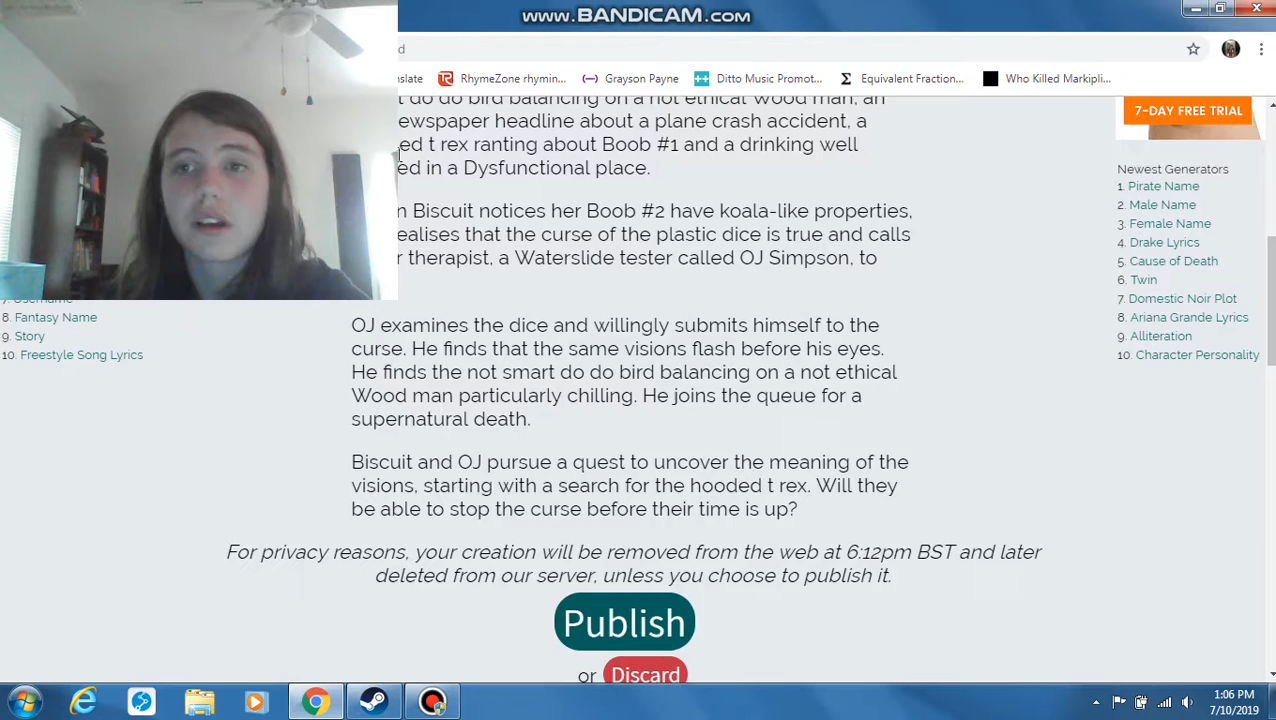 www.BANDICAM.com
RhymeZone rhymin...
Grayson Payne
Ditto Music Promot...
Equivalent Fraction...
Who Killed Markipli...
do do bird balancing on a not ethical Wood man, an
ewspaper headline about a plane crash accident, a
ed t rex ranting about Boob #1 and a drinking well
ed in a Dysfunctional place.
n Biscuit notices her Boob #2 have koala-like properties,
ealises that the curse of the plastic dice is true and calls
r therapist, a Waterslide tester called OJ Simpson, to
OJ examines the dice and willingly submits himself to the
curse. He finds that the same visions flash before his eyes.
He finds the not smart do do bird balancing on a not ethical
Wood man particularly chilling. He joins the queue for a
supernatural death.
Biscuit and OJ pursue a quest to uncover the meaning of the
visions, starting with a search for the hooded t rex. Will they
be able to stop the curse before their time is up?
For privacy reasons, your creation will be removed from the web at 6:12pm BST and later
deleted from our server, unless you choose to publish it.
Publish
or Discard
8. Fantasy Name
9. Story
10. Freestyle Song Lyrics
7-DAY FREE TRIAL
Newest Generators
1. Pirate Name
2. Male Name
3. Female Name
4. Drake Lyrics
5. Cause of Death
6. Twin
7. Domestic Noir Plot
8. Ariana Grande Lyrics
9. Alliteration
10. Character Personality
1:06 PM
7/10/2019